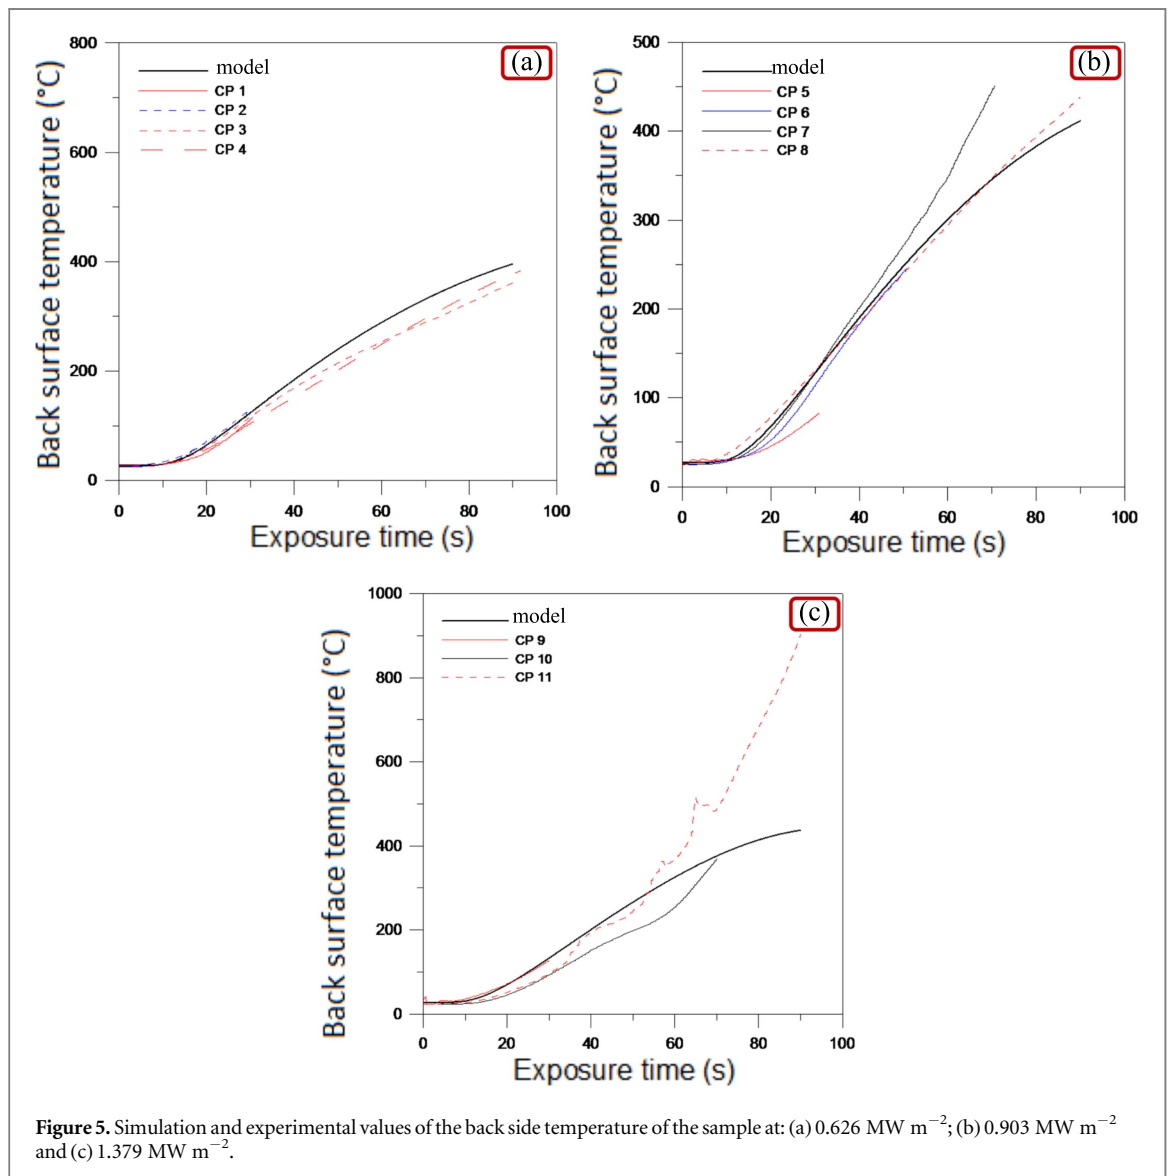 800
600
400
200
0
0 20 40 60 80 100
Back surface temperature (°C)
Exposure time (s)
(a)
model
CP 1
CP 2
CP 3
CP 4
500
400
300
200
100
0
0 20 40 60 80 100
Back surface temperature (°C)
Exposure time (s)
(b)
model
CP 5
CP 6
CP 7
CP 8
1000
800
600
400
200
0
0 20 40 60 80 100
Back surface temperature (°C)
Exposure time (s)
(c)
model
CP 9
CP 10
CP 11
Figure 5. Simulation and experimental values of the back side temperature of the sample at: (a) 0.626 MW m⁻²; (b) 0.903 MW m⁻²
and (c) 1.379 MW m⁻².